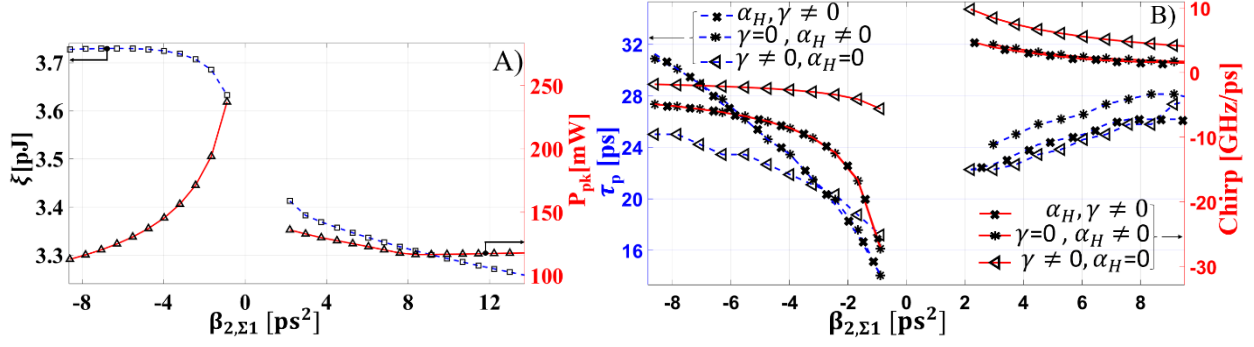 A)
ξ [pJ]
3.7
3.6
3.5
3.4
3.3
250
200
150
100
P_pk[mW]
-8 -4 0 4 8 12
β_2,Σ1 [ps²]
B)
τ_p [ps]
32
28
24
20
16
α_H, γ ≠ 0
γ=0 , α_H ≠ 0
γ ≠ 0, α_H=0
10
0
-10
-20
-30
Chirp [GHz/ps]
α_H, γ ≠ 0
γ=0 , α_H ≠ 0
γ ≠ 0, α_H=0
-8 -6 -4 -2 0 2 4 6 8
β_2,Σ1 [ps²]